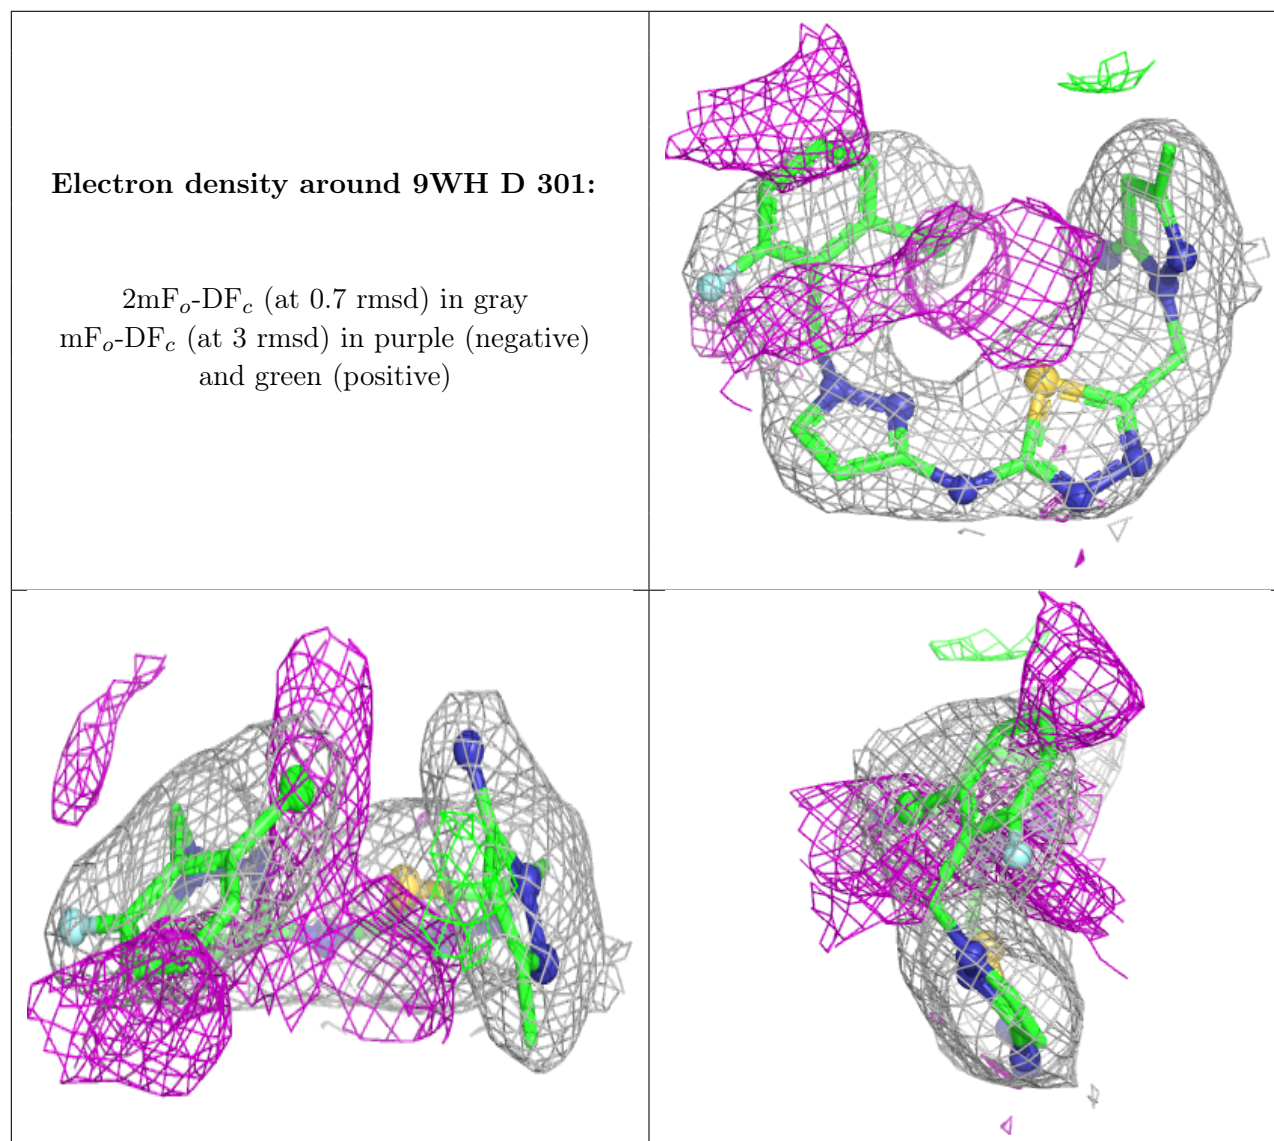 Electron density around 9WH D 301:
2mFo-DFc (at 0.7 rmsd) in gray
mFo-DFc (at 3 rmsd) in purple (negative)
and green (positive)